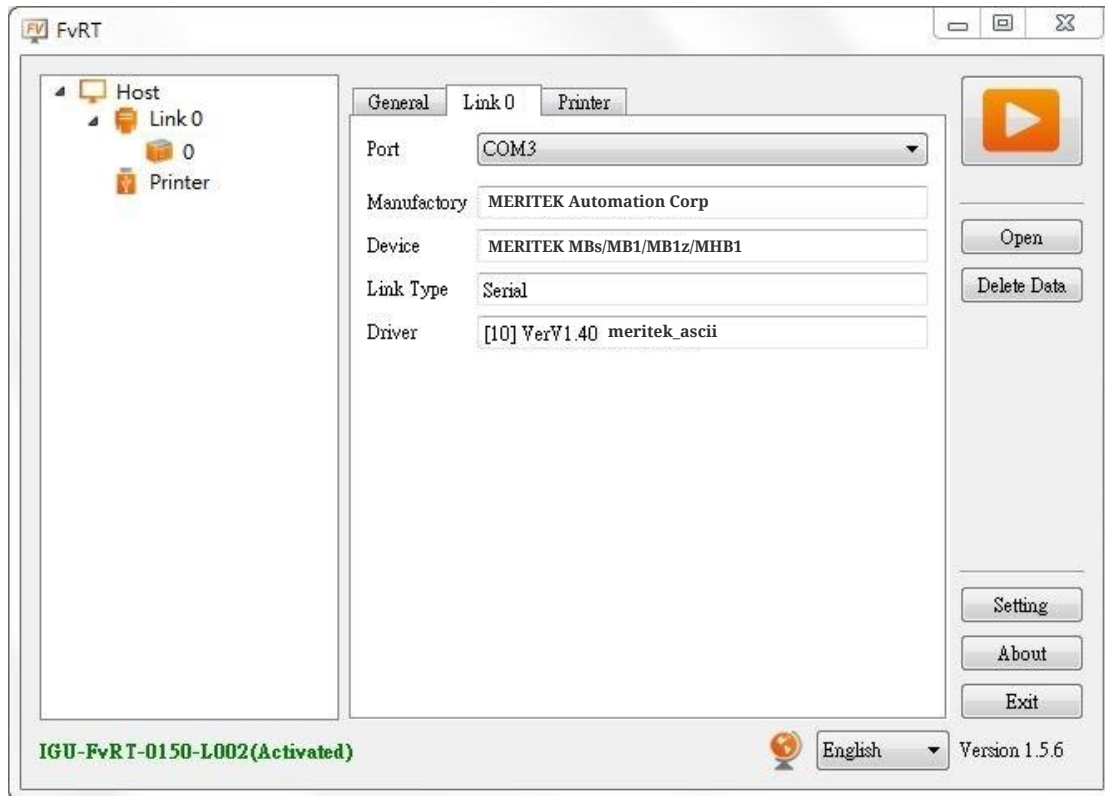 FV FvRT
Host
Link 0
0
Printer
General Link 0 Printer
Port COM3
Manufactory MERITEK Automation Corp
Device MERITEK MBs/MB1/MB1z/MHB1
Link Type Serial
Driver [10] VerV1.40 meritek_ascii
Open
Delete Data
Setting
About
Exit
IGU-FvRT-0150-L002(Activated)
English Version 1.5.6